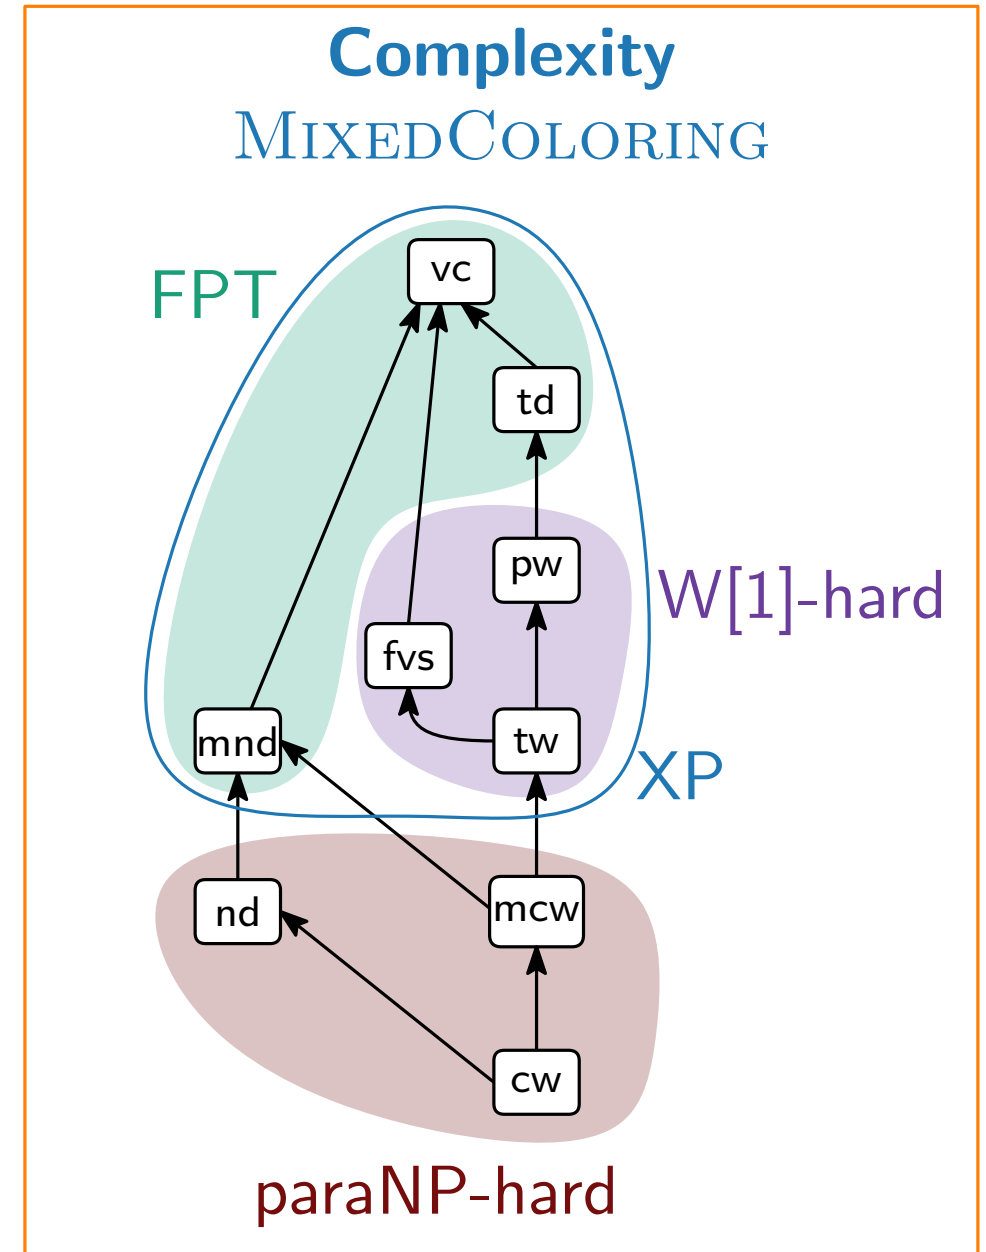 Complexity
MIXEDCOLORING
FPT
vc
td
pw
W[1]-hard
fvs
mnd
tw
XP
nd
mcw
cw
paraNP-hard